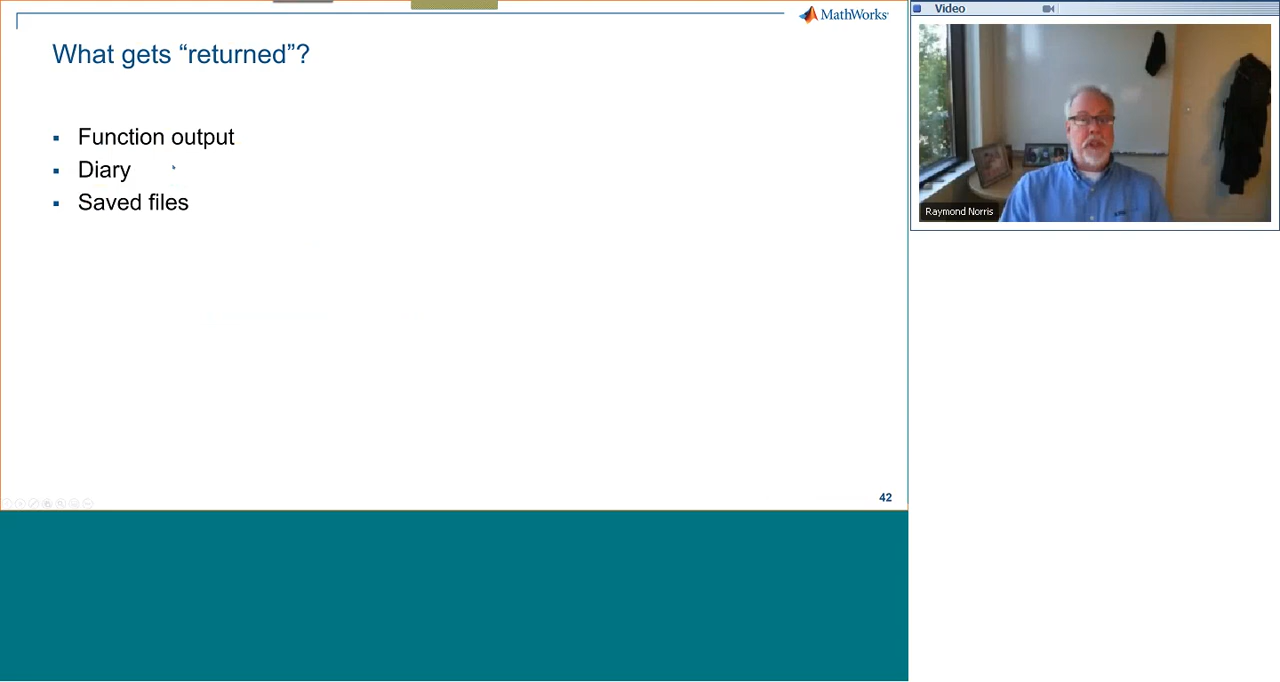 MathWorks
What gets “returned”?
▪ Function output
▪ Diary
▪ Saved files
42
Video
Raymond Norris